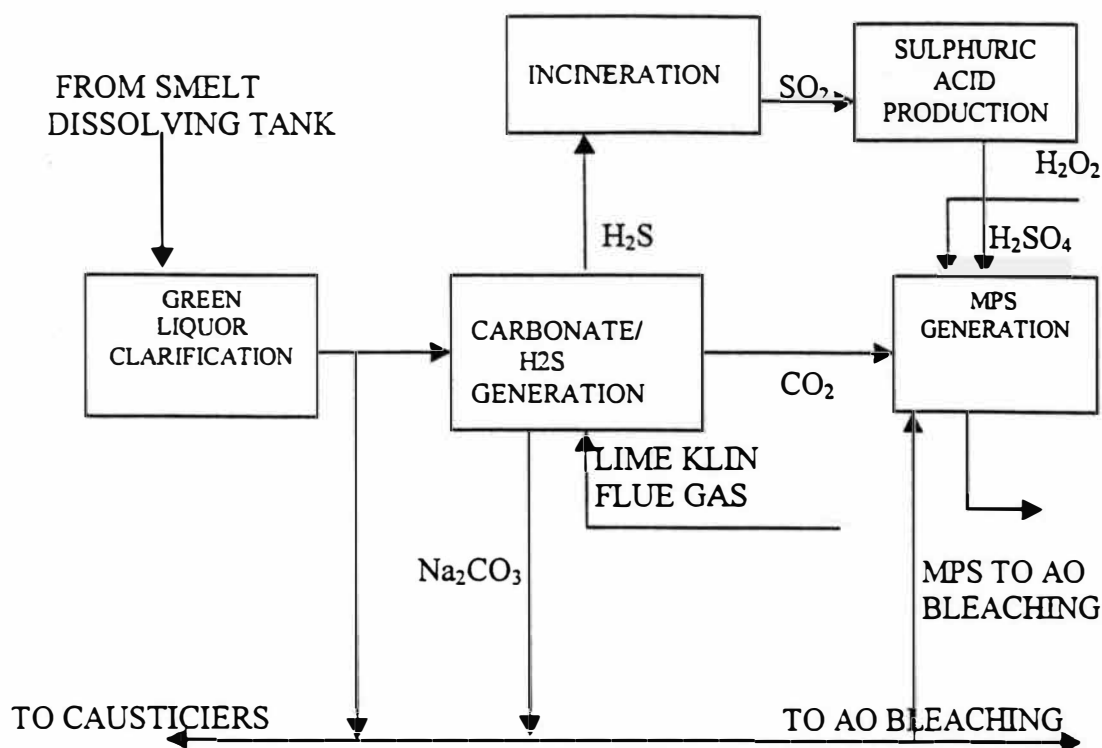 FROM SMELT
DISSOLVING TANK
INCINERATION
SO2
SULPHURIC
ACID
PRODUCTION
H₂O₂
H₂S
H₂SO₄
GREEN
LIQUOR
CLARIFICATION
CARBONATE/
H2S
GENERATION
CO₂
MPS
GENERATION
LIME KLIN
FLUE GAS
Na₂CO₃
MPS TO AO
BLEACHING
TO CAUSTICIERS
TO AO BLEACHING